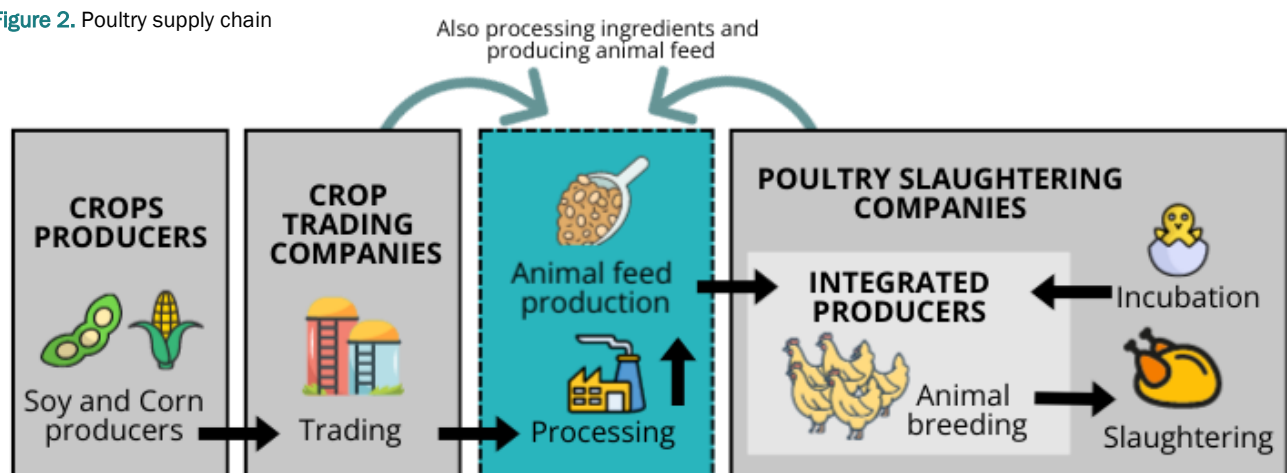 Figure 2. Poultry supply chain
Also processing ingredients and
producing animal feed
CROPS
PRODUCERS
Soy and Corn
producers
CROP
TRADING
COMPANIES
Trading
Animal feed
production
Processing
POULTRY SLAUGHTERING
COMPANIES
INTEGRATED
PRODUCERS
Animal
breeding
Incubation
Slaughtering